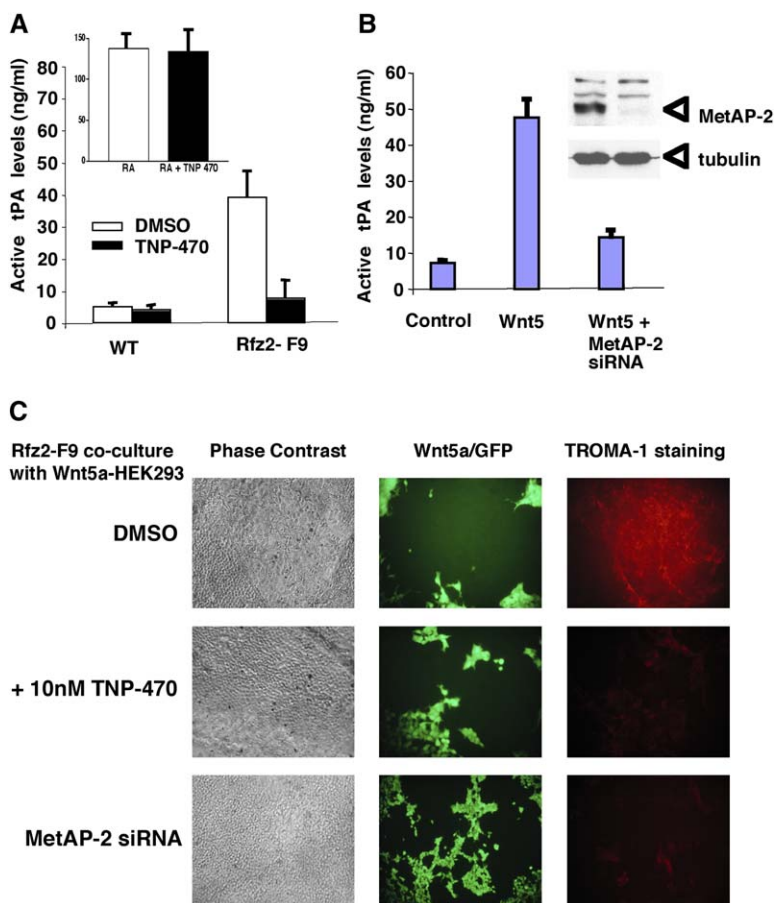 A
Active tPA levels (ng/ml)
80
70
60
50
40
30
20
10
0
150
100
50
0
RA
RA + TNP 470
DMSO
TNP-470
WT
Rfz2- F9
B
Active tPA levels (ng/ml)
60
50
40
30
20
10
0
Control
Wnt5
Wnt5 +
MetAP-2
siRNA
MetAP-2
tubulin
C
Rfz2-F9 co-culture
with Wnt5a-HEK293
Phase Contrast
Wnt5a/GFP
TROMA-1 staining
DMSO
+ 10nM TNP-470
MetAP-2 siRNA